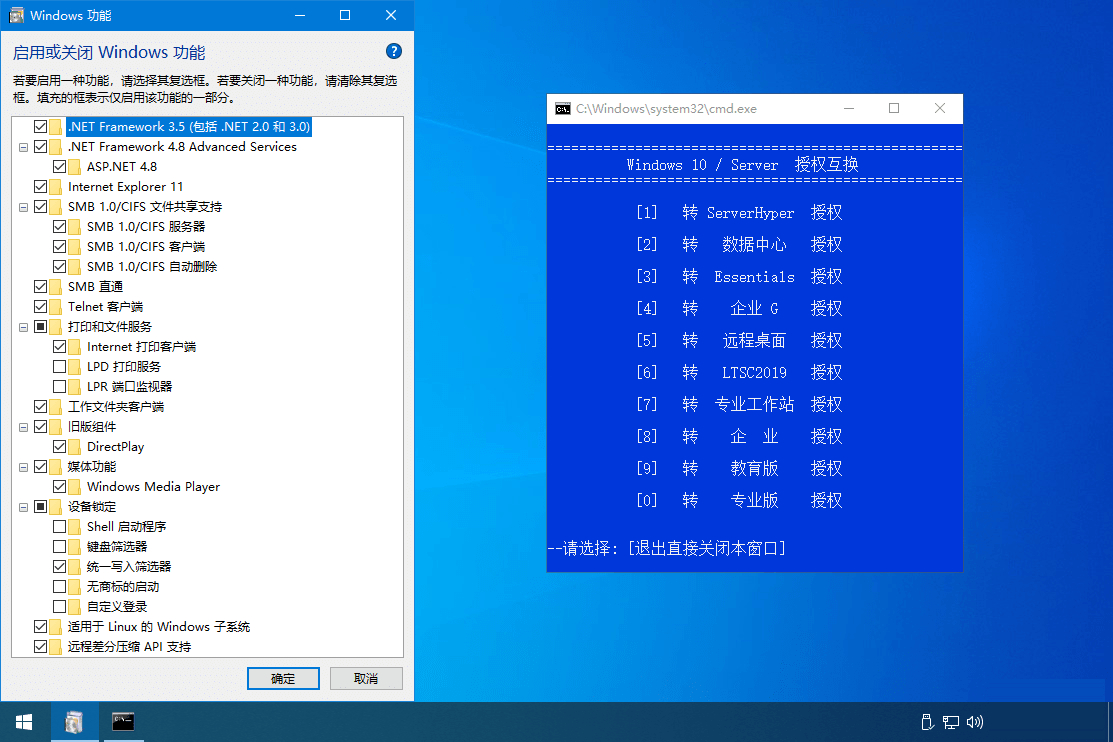 Windows 功能
启用或关闭 Windows 功能
若要启用一种功能，请选择其复选框。若要关闭一种功能，请清除其复选
框。填充的框表示仅启用该功能的一部分。
.NET Framework 3.5 (包括 .NET 2.0 和 3.0)
.NET Framework 4.8 Advanced Services
ASP.NET 4.8
Internet Explorer 11
SMB 1.0/CIFS 文件共享支持
SMB 1.0/CIFS 服务器
SMB 1.0/CIFS 客户端
SMB 1.0/CIFS 自动删除
SMB 直通
Telnet 客户端
打印和文件服务
Internet 打印客户端
LPD 打印服务
LPR 端口监视器
工作文件夹客户端
旧版组件
DirectPlay
媒体功能
Windows Media Player
设备锁定
Shell 启动程序
键盘筛选器
统一写入筛选器
无商标的启动
自定义登录
适用于 Linux 的 Windows 子系统
远程差分压缩 API 支持
确定
取消
C:\Windows\system32\cmd.exe
====================================================
Windows 10 / Server 授权互换
====================================================
[1] 转 ServerHyper 授权
[2] 转 数据中心 授权
[3] 转 Essentials 授权
[4] 转 企业 G 授权
[5] 转 远程桌面 授权
[6] 转 LTSC2019 授权
[7] 转 专业工作站 授权
[8] 转 企 业 授权
[9] 转 教育版 授权
[0] 转 专业版 授权
--请选择: [退出直接关闭本窗口]